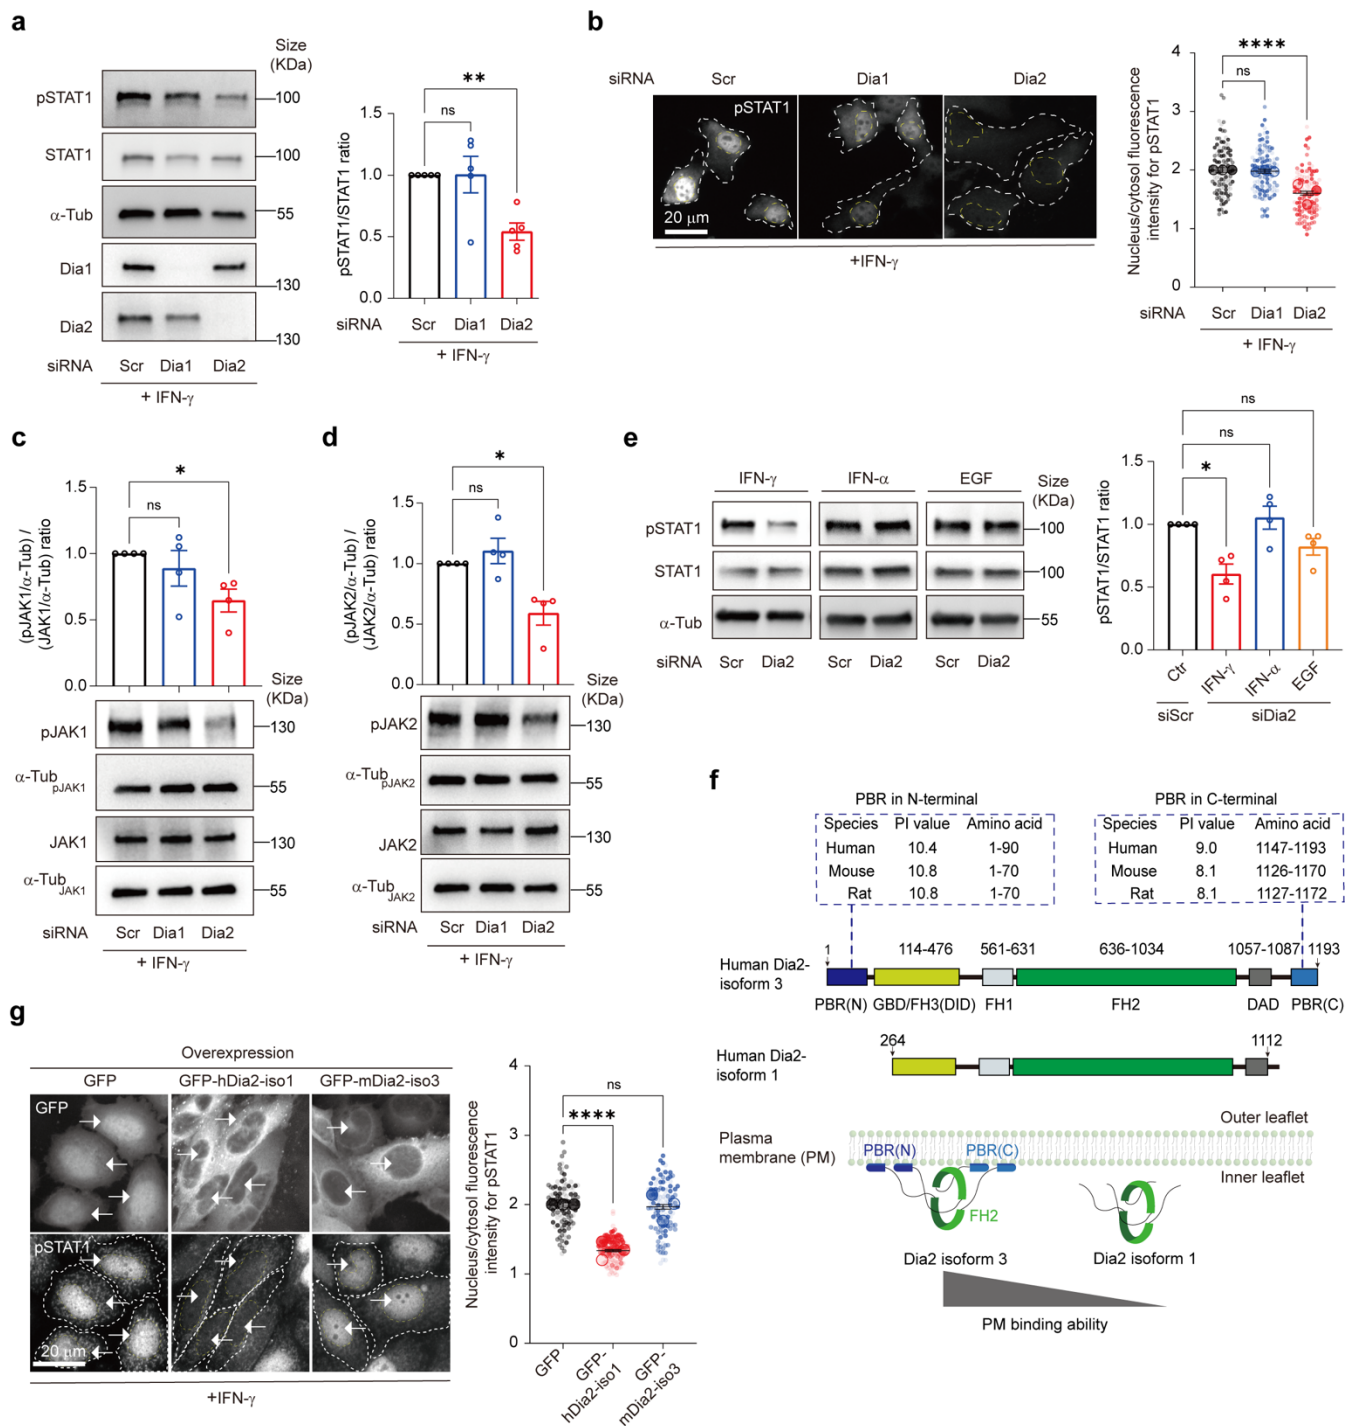 a
Size
(KDa)
pSTAT1
100
STAT1
100
α-Tub
55
Dia1
130
Dia2
130
siRNA Scr Dia1 Dia2
+ IFN-γ
pSTAT1/STAT1 ratio
1.5
1.0
0.5
0.0
ns
**
siRNA Scr Dia1 Dia2
+ IFN-γ
b
siRNA Scr Dia1 Dia2
pSTAT1
20 μm
+IFN-γ
Nucleus/cytosol fluorescence
intensity for pSTAT1
4
3
2
1
0
****
ns
siRNA Scr Dia1 Dia2
+ IFN-γ
c
(pJAK1/α-Tub) /
(JAK1/α-Tub) ratio
1.5
1.0
0.5
0.0
*
ns
Size
(KDa)
pJAK1
130
α-Tub pJAK1
55
JAK1
130
α-Tub JAK1
55
siRNA Scr Dia1 Dia2
+ IFN-γ
d
(pJAK2/α-Tub) /
(JAK2/α-Tub) ratio
1.5
1.0
0.5
0.0
*
ns
Size
(KDa)
pJAK2
130
α-Tub pJAK2
55
JAK2
130
α-Tub JAK2
55
siRNA Scr Dia1 Dia2
+ IFN-γ
e
IFN-γ IFN-α EGF
Size
(KDa)
pSTAT1
100
STAT1
100
α-Tub
55
siRNA Scr Dia2 Scr Dia2 Scr Dia2
pSTAT1/STAT1 ratio
1.5
1.0
0.5
0.0
ns
ns
*
Ctr IFN-γ IFN-α EGF
siScr siDia2
f
PBR in N-terminal
Species PI value Amino acid
Human 10.4 1-90
Mouse 10.8 1-70
Rat 10.8 1-70
PBR in C-terminal
Species PI value Amino acid
Human 9.0 1147-1193
Mouse 8.1 1126-1170
Rat 8.1 1127-1172
1 114-476 561-631 636-1034 1057-1087 1193
Human Dia2-
isoform 3
PBR(N) GBD/FH3(DID) FH1 FH2 DAD PBR(C)
264 1112
Human Dia2-
isoform 1
Outer leaflet
Plasma
membrane (PM)
PBR(N) PBR(C)
Inner leaflet
FH2
Dia2 isoform 3 Dia2 isoform 1
PM binding ability
g
Overexpression
GFP GFP-hDia2-iso1 GFP-mDia2-iso3
GFP
pSTAT1
20 μm
+IFN-γ
Nucleus/cytosol fluorescence
intensity for pSTAT1
4
3
2
1
0
ns
****
GFP
GFP-
hDia2-iso1
GFP-
mDia2-iso3